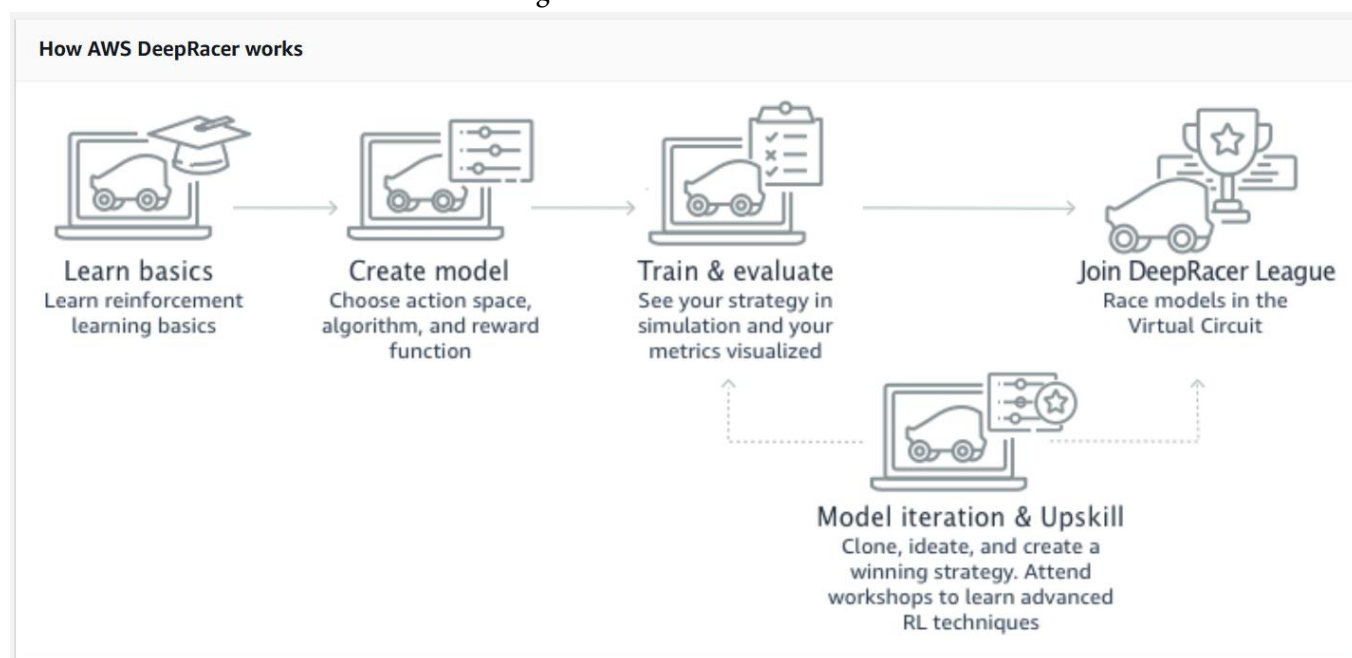 How AWS DeepRacer works
Learn basics
Learn reinforcement
learning basics
Create model
Choose action space,
algorithm, and reward
function
Train & evaluate
See your strategy in
simulation and your
metrics visualized
Join DeepRacer League
Race models in the
Virtual Circuit
Model iteration & Upskill
Clone, ideate, and create a
winning strategy. Attend
workshops to learn advanced
RL techniques